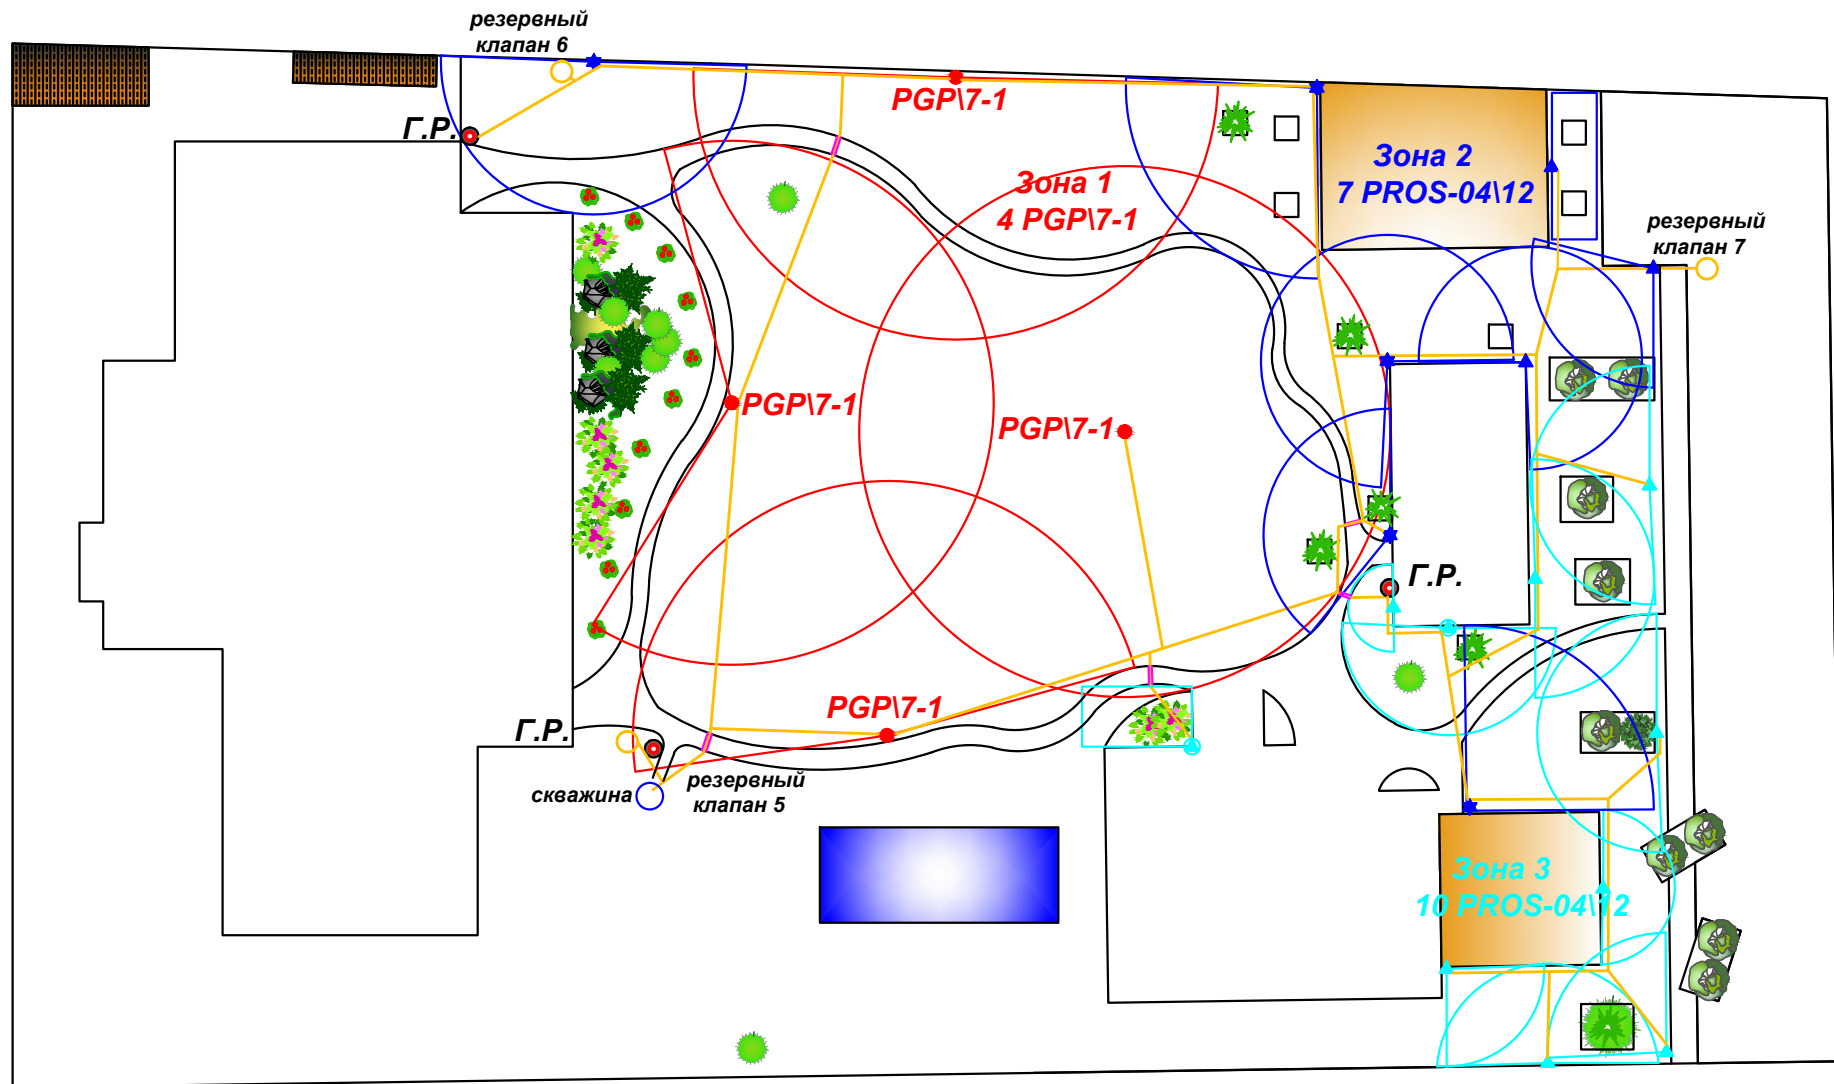 резервный
клапан 6
PGP\7-1
Г.Р.
Зона 1
4 PGP\7-1
Зона 2
7 PROS-04\12
резервный
клапан 7
PGP\7-1
PGP\7-1
Г.Р.
PGP\7-1
Г.Р.
скважина
резервный
клапан 5
Зона 3
10 PROS-04\12